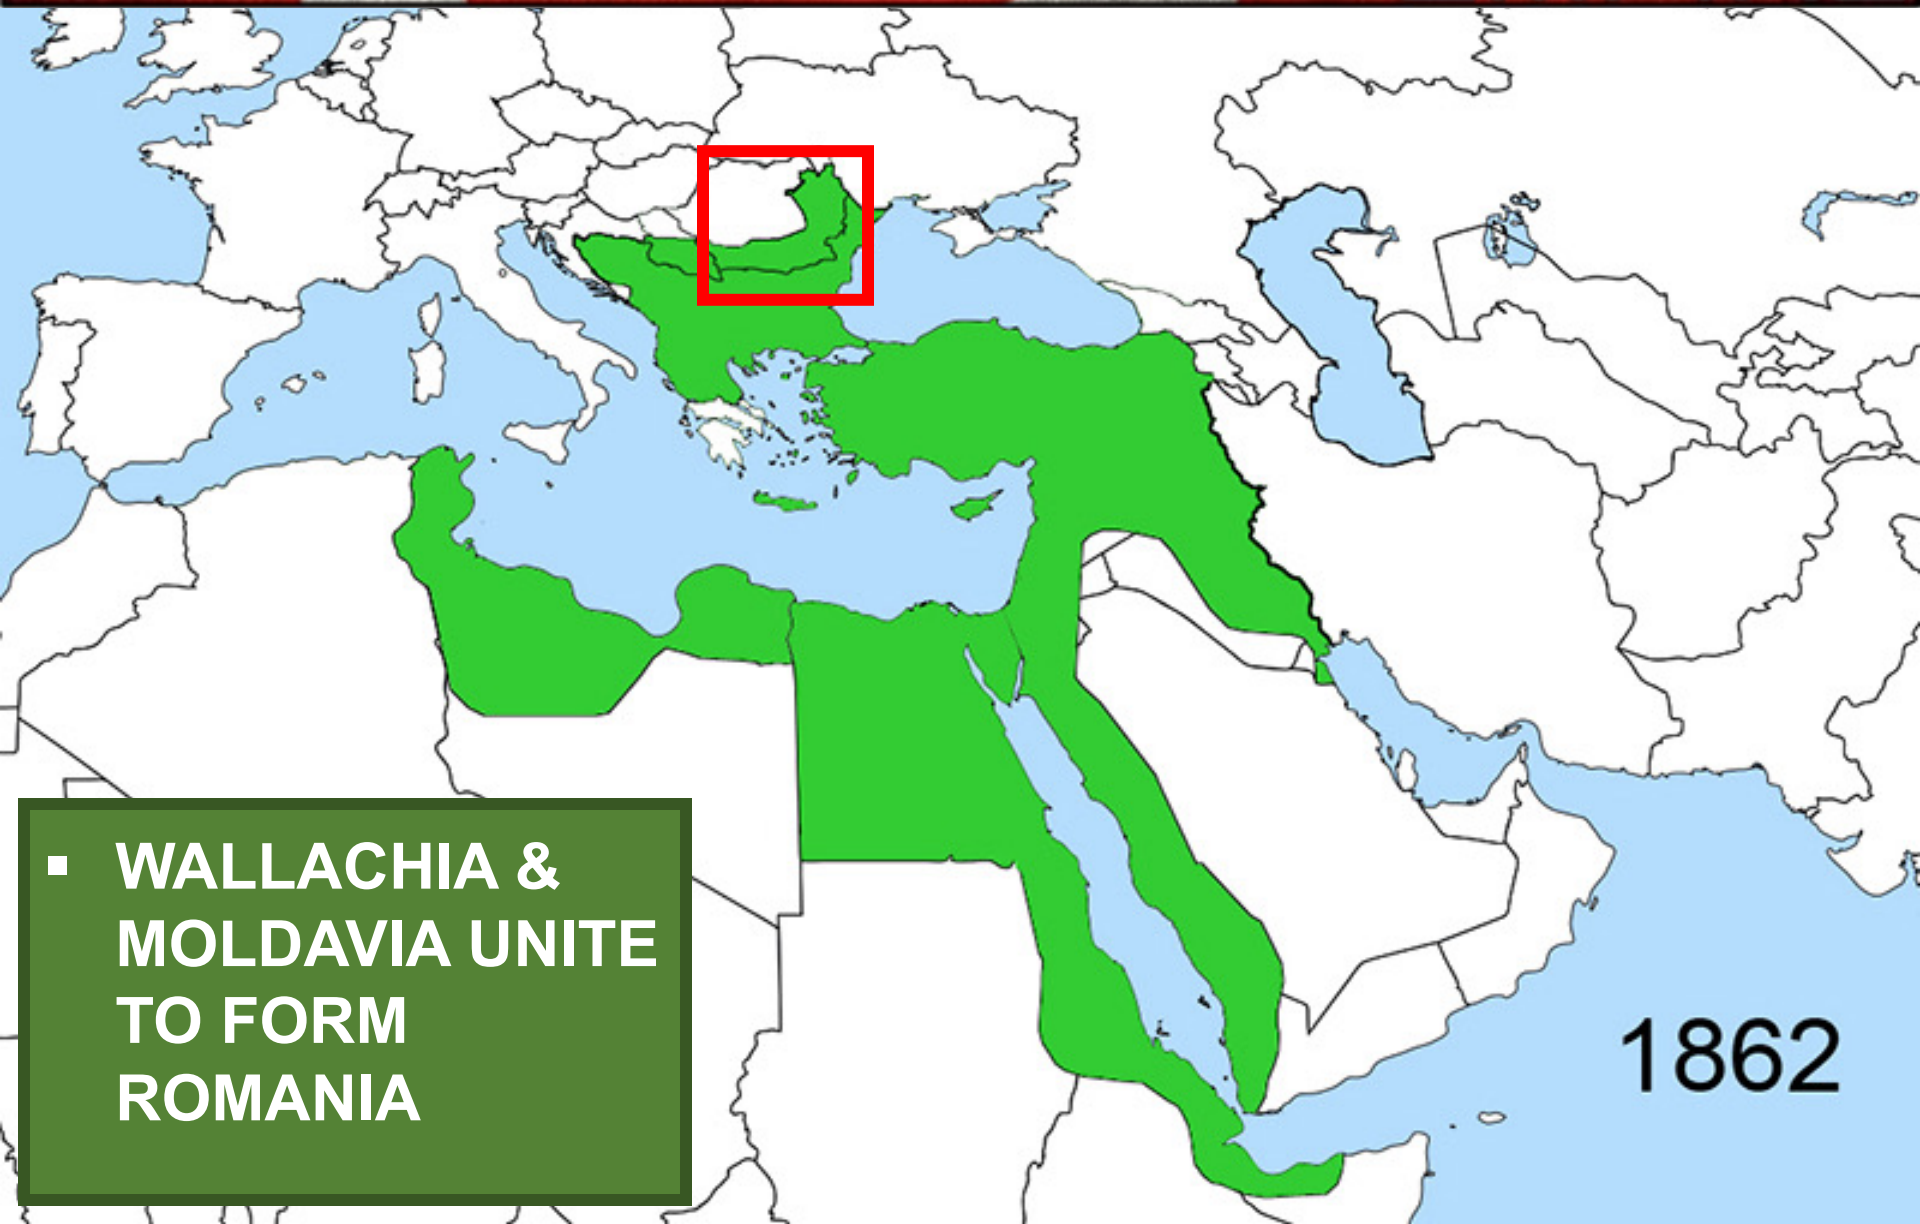 ▪ WALLACHIA &
MOLDAVIA UNITE
TO FORM
ROMANIA
1862